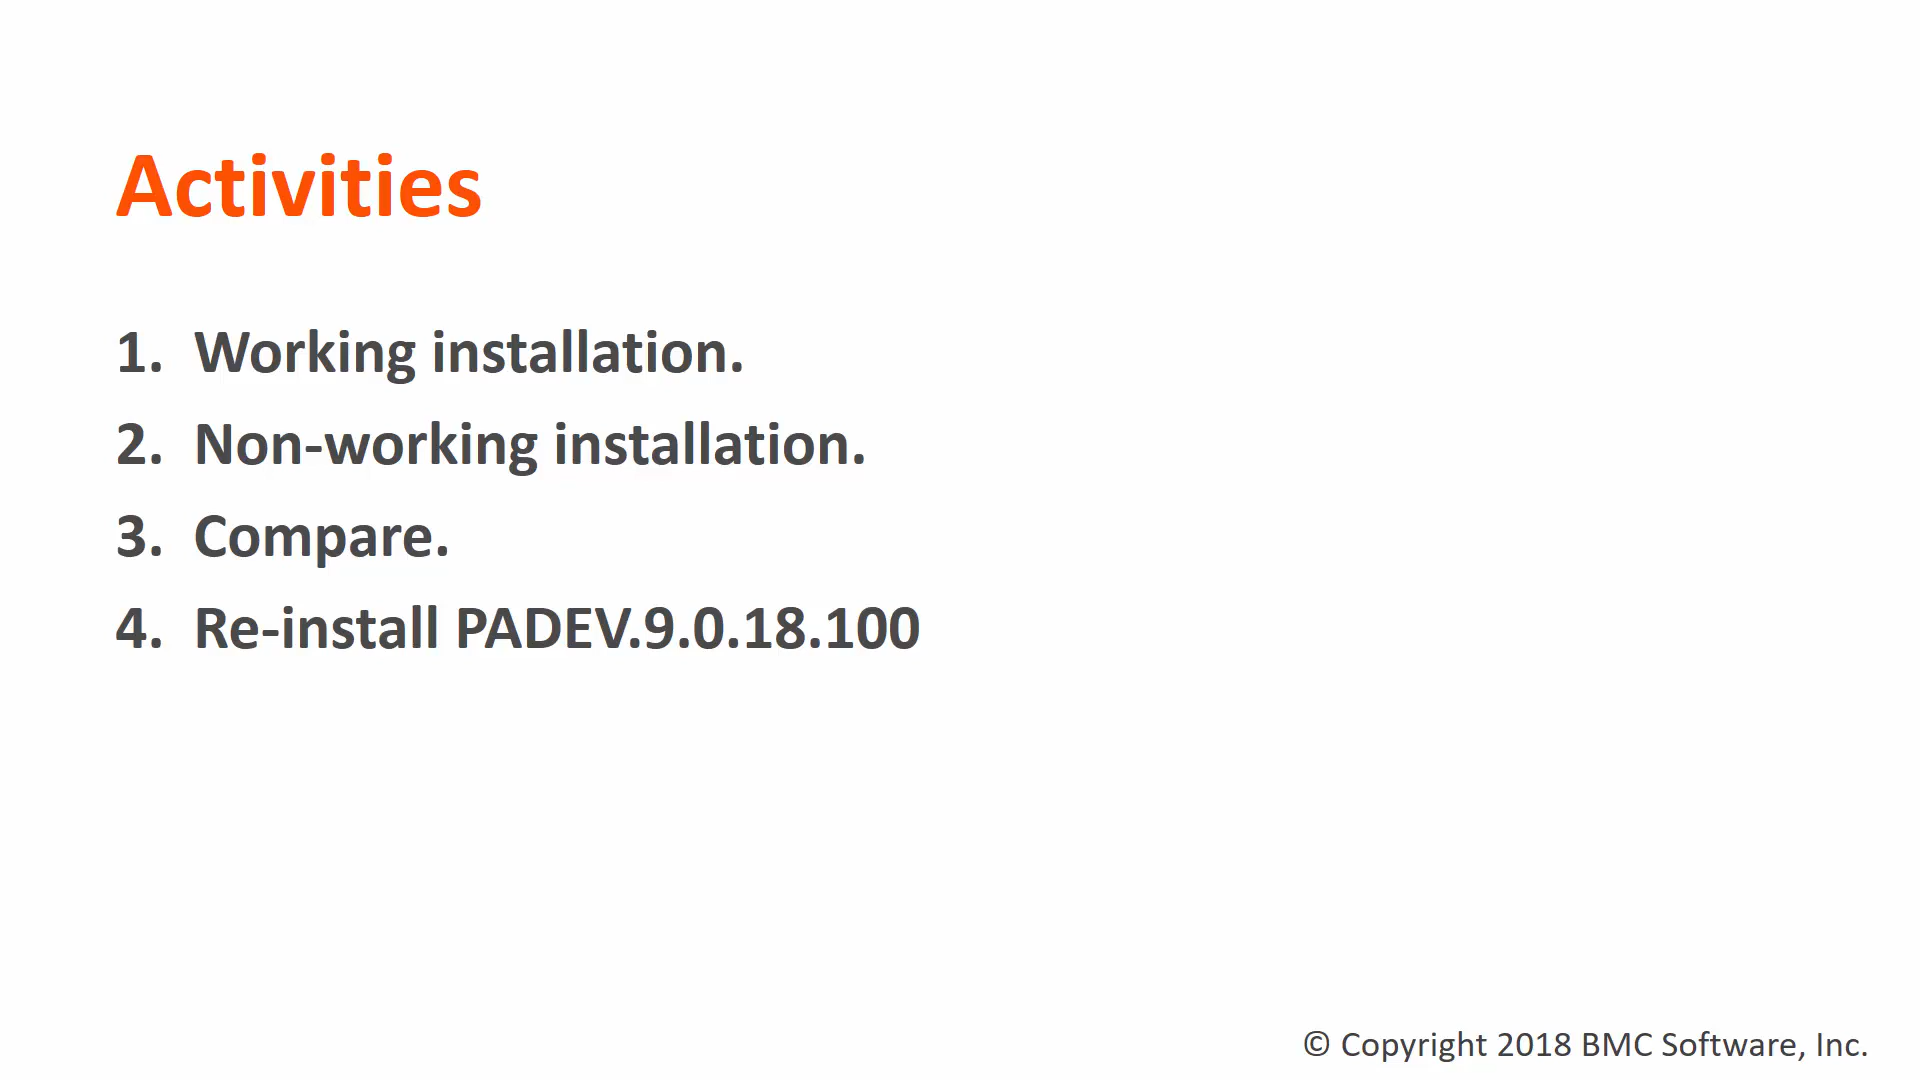 Activities
1. Working installation.
2. Non-working installation.
3. Compare.
4. Re-install PADEV.9.0.18.100
© Copyright 2018 BMC Software, Inc.